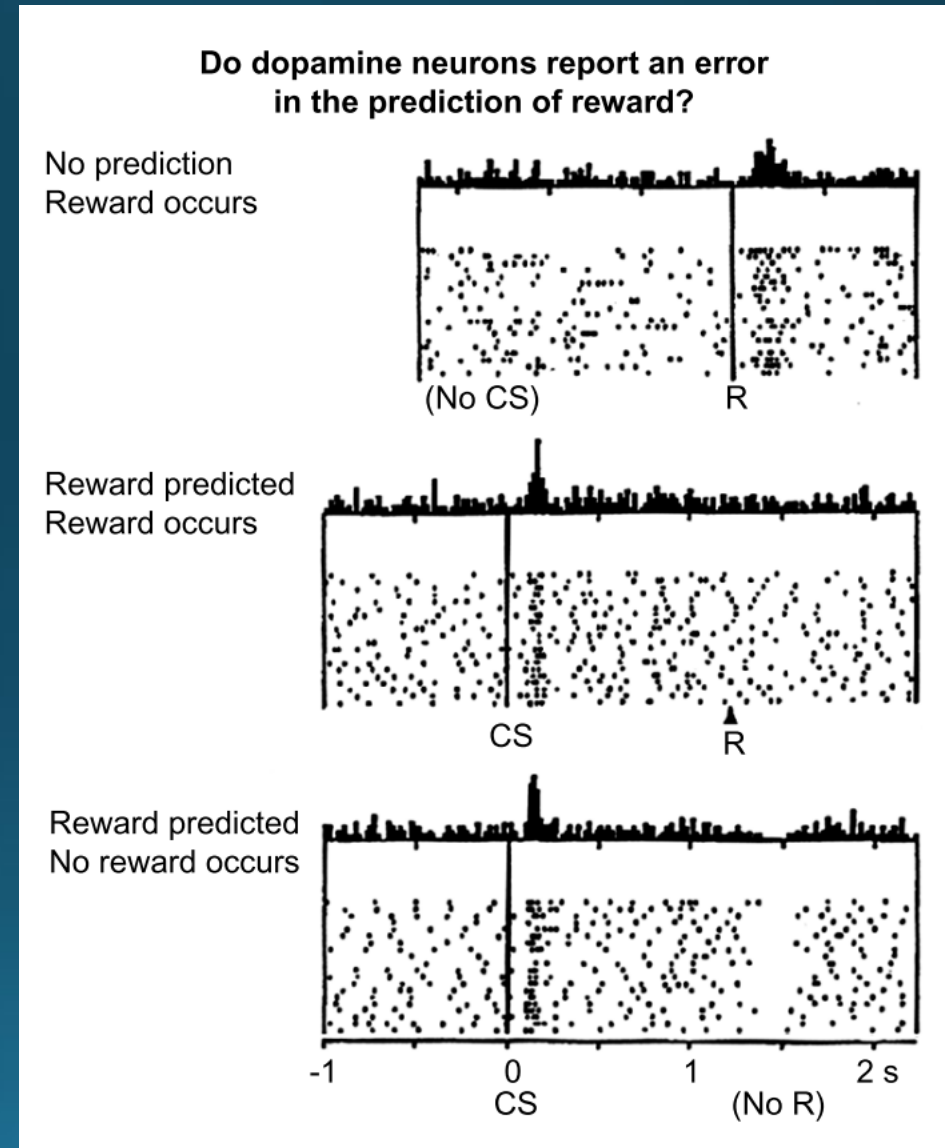 Do dopamine neurons report an error
in the prediction of reward?
No prediction
Reward occurs
(No CS)
R
Reward predicted
Reward occurs
CS
R
Reward predicted
No reward occurs
-1
0
1
2 s
CS
(No R)